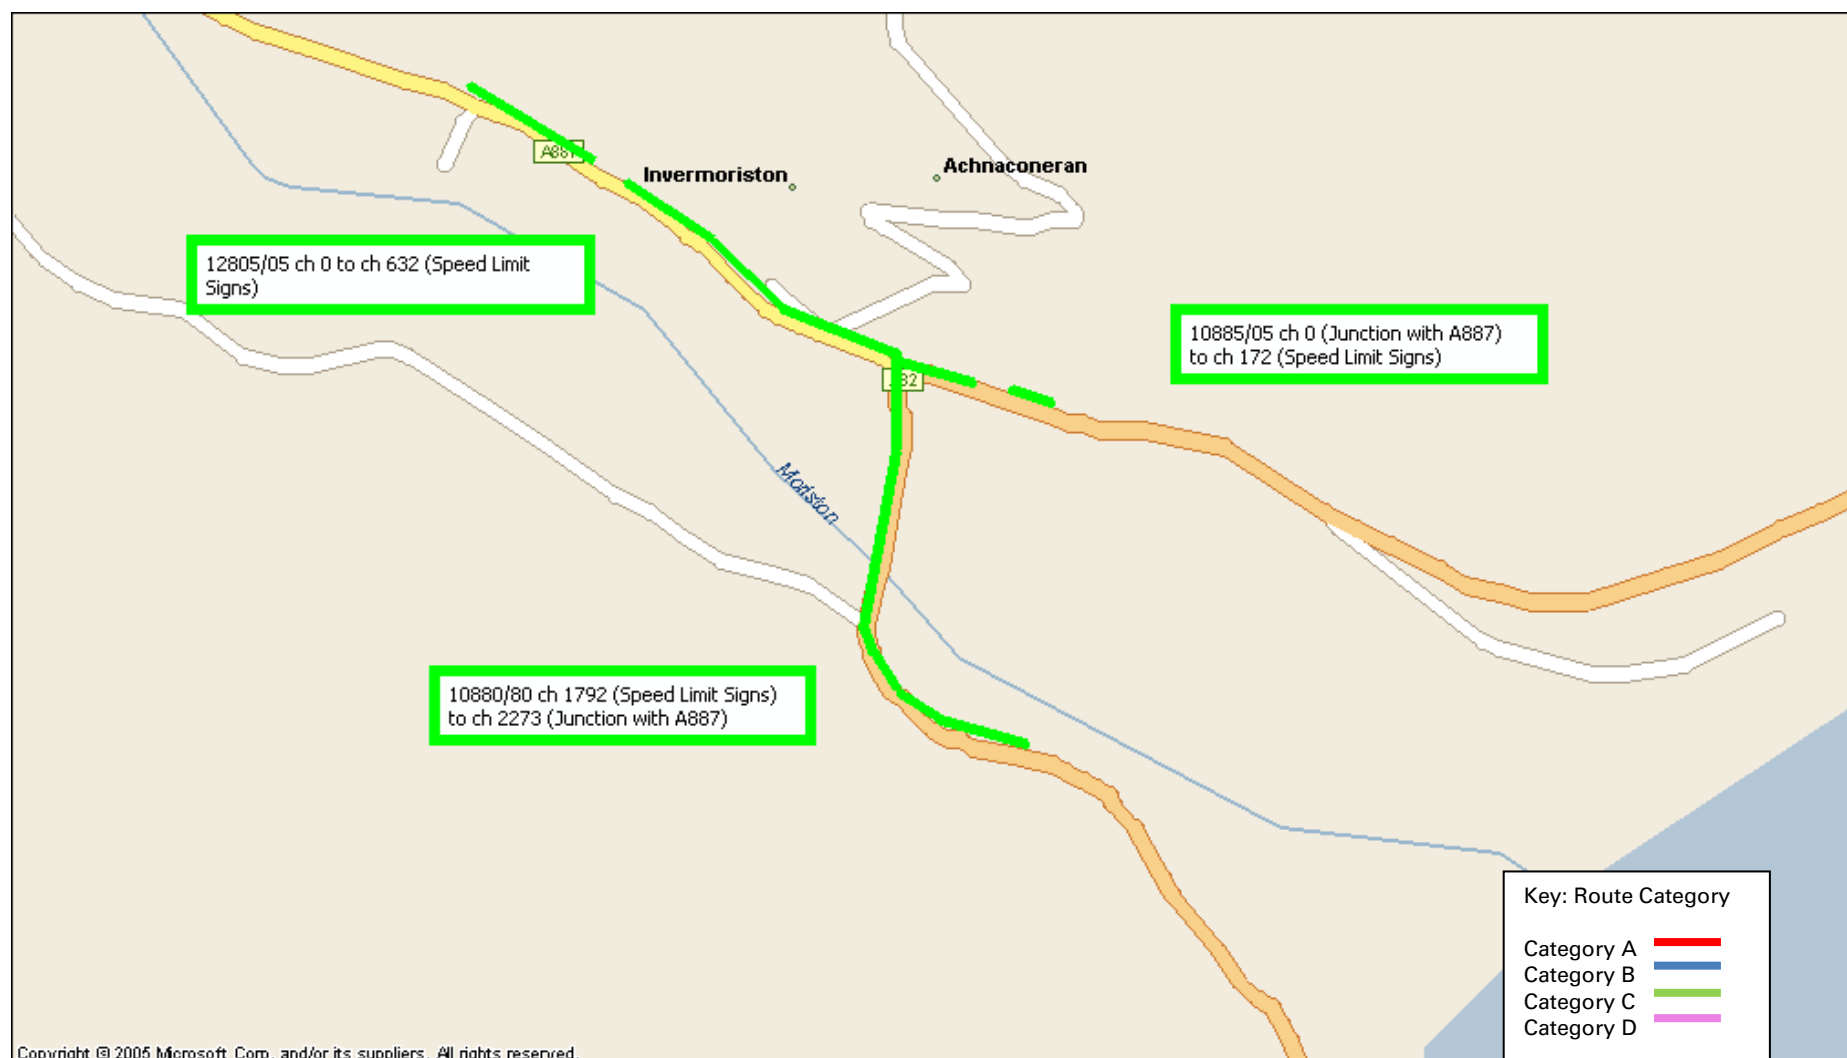 A887
Invermoriston
Achnaconeran
12805/05 ch 0 to ch 632 (Speed Limit
Signs)
10885/05 ch 0 (Junction with A887)
to ch 172 (Speed Limit Signs)
Moriston
10880/80 ch 1792 (Speed Limit Signs)
to ch 2273 (Junction with A887)
Key: Route Category
Category A
Category B
Category C
Category D
Copyright © 2005 Microsoft Corp. and/or its suppliers. All rights reserved.